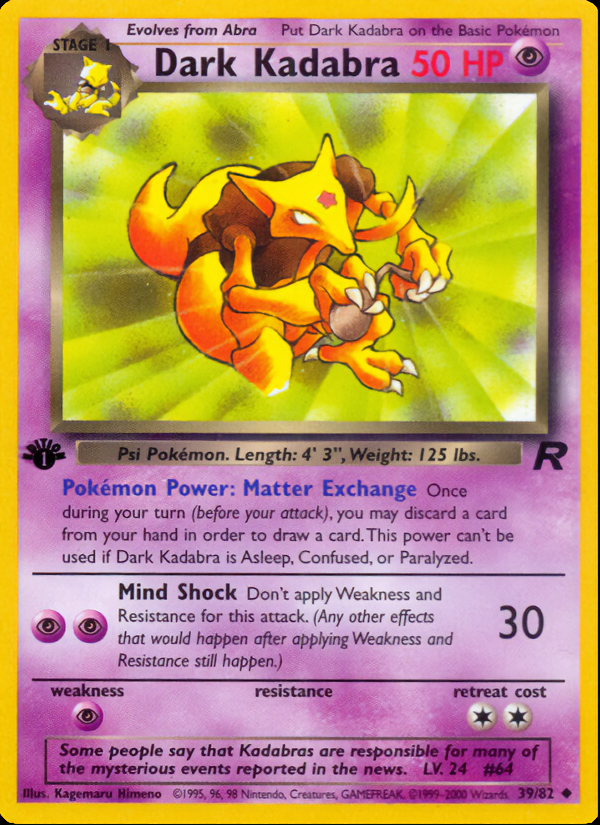 Evolves from Abra Put Dark Kadabra on the Basic Pokémon
STAGE 1
Dark Kadabra 50 HP
EDITION
1
Psi Pokémon. Length: 4' 3", Weight: 125 lbs.
R
Pokémon Power: Matter Exchange Once
during your turn (before your attack), you may discard a card
from your hand in order to draw a card. This power can't be
used if Dark Kadabra is Asleep, Confused, or Paralyzed.
Mind Shock Don't apply Weakness and
Resistance for this attack. (Any other effects
that would happen after applying Weakness and
Resistance still happen.)
30
weakness resistance retreat cost
Some people say that Kadabras are responsible for many of
the mysterious events reported in the news. LV. 24 #64
Illus. Kagemaru Himeno ©1995, 96, 98 Nintendo, Creatures, GAMEFREAK. ©1999-2000 Wizards. 39/82 ◆